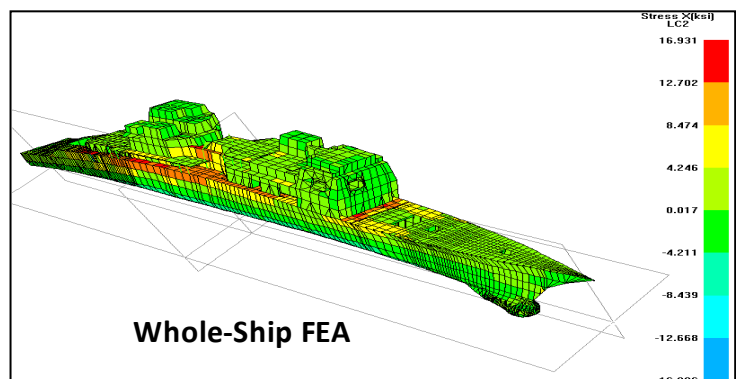 Stress X(ksi)
LC2
16.931
12.702
8.474
4.246
0.017
-4.211
-8.439
-12.668
Whole-Ship FEA